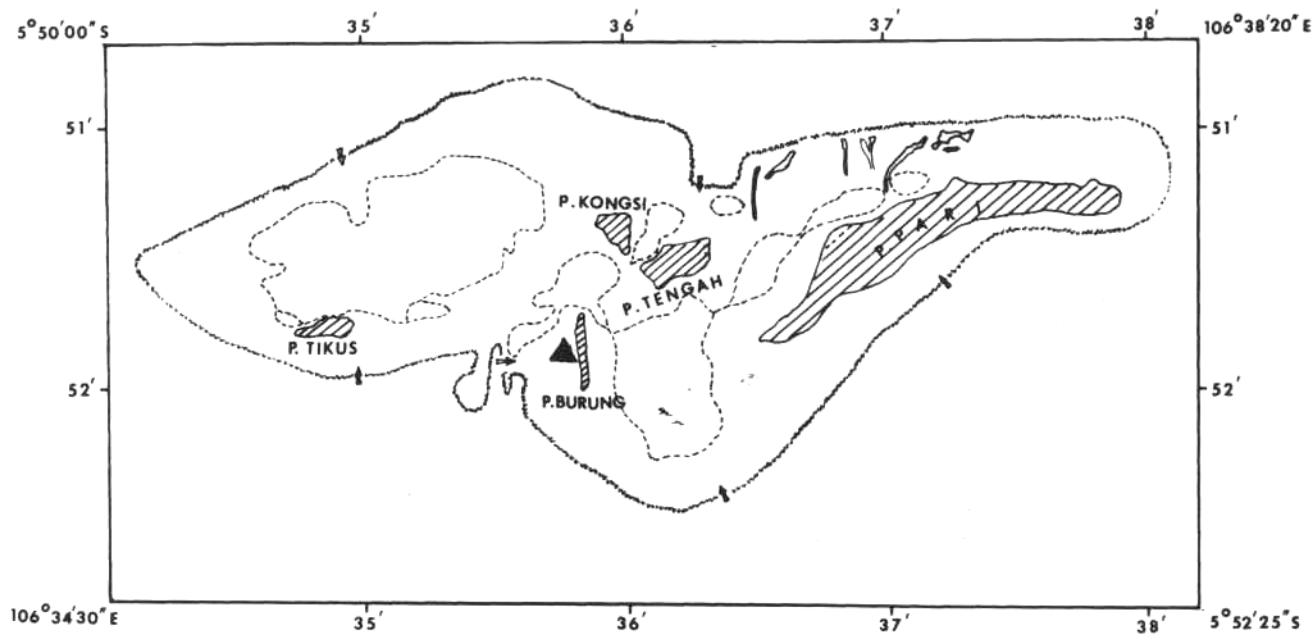 5°50'00" S
35'
36'
37'
38'
106°38'20" E
51'
51'
P. KONGSI
P. PARI
P. TENGAH
P. TIKUS
52'
52'
P. BURUNG
106°34'30" E
35'
36'
37'
38'
5°52'25" S